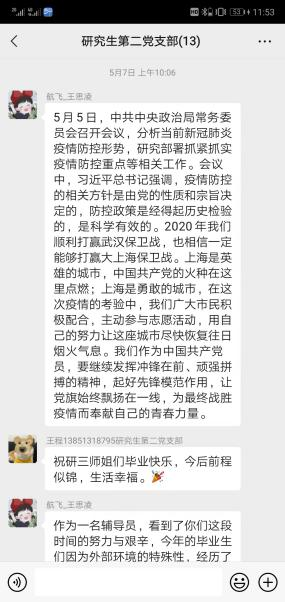 11:53
研究生第二党支部(13)
5月7日 上午10:06
航飞_王思凌
5月5日，中共中央政治局常务委
员会召开会议，分析当前新冠肺炎
疫情防控形势，研究部署抓紧抓实
疫情防控重点等相关工作。会议
中，习近平总书记强调，疫情防控
的相关方针是由党的性质和宗旨决
定的，防控政策是经得起历史检验
的，是科学有效的。2020年我们
顺利打赢武汉保卫战，也相信一定
能够打赢大上海保卫战。上海是英
雄的城市，中国共产党的火种在这
里点燃；上海是勇敢的城市，在这
次疫情的考验中，我们广大市民积
极配合，主动参与志愿活动，用自
己的努力让这座城市尽快恢复往日
烟火气息。我们作为中国共产党
员，要继续发挥冲锋在前、顽强拼
搏的精神，起好先锋模范作用，让
党旗始终飘扬在一线，为最终战胜
疫情而奉献自己的青春力量。
王程13851318795研究生第二党支部
祝研三师姐们毕业快乐，今后前程
似锦，生活幸福。🎉
航飞_王思凌
作为一名辅导员，看到了你们这段
时间的努力与艰辛，今年的毕业生
们因为外部环境的特殊性，经历了